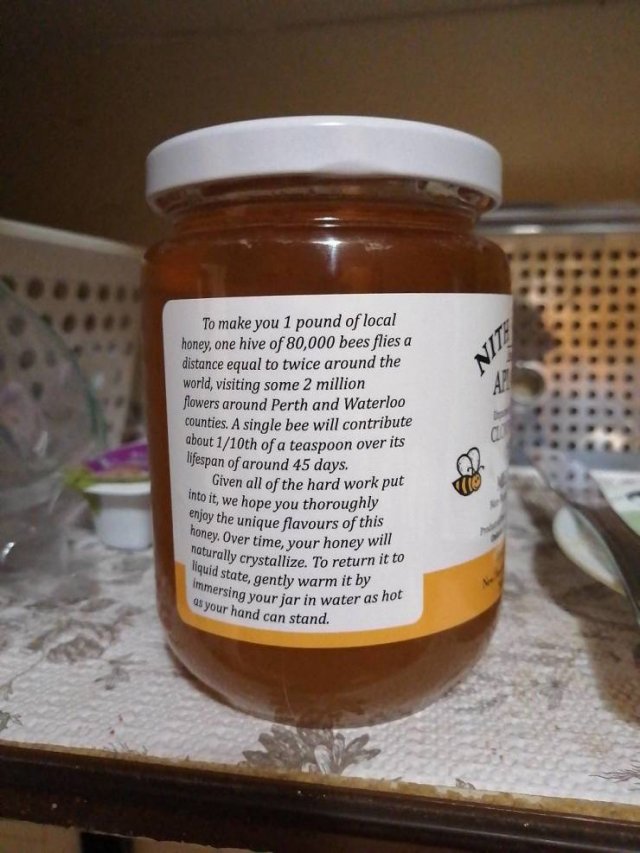 To make you 1 pound of local
honey, one hive of 80,000 bees flies a
distance equal to twice around the
world, visiting some 2 million
flowers around Perth and Waterloo
counties. A single bee will contribute
about 1/10th of a teaspoon over its
lifespan of around 45 days.
Given all of the hard work put
into it, we hope you thoroughly
enjoy the unique flavours of this
honey. Over time, your honey will
naturally crystallize. To return it to
liquid state, gently warm it by
immersing your jar in water as hot
as your hand can stand.
NITH